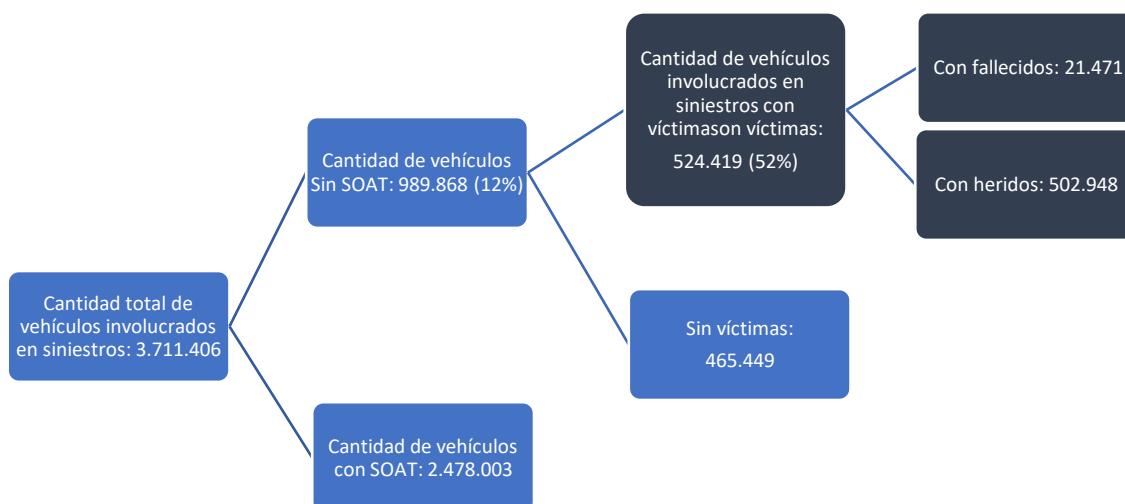 Cantidad total de
vehículos involucrados
en siniestros: 3.711.406
Cantidad de vehículos
Sin SOAT: 989.868 (12%)
Cantidad de vehículos
con SOAT: 2.478.003
Cantidad de vehículos
involucrados en
siniestros con
víctimason víctimas:
524.419 (52%)
Sin víctimas:
465.449
Con fallecidos: 21.471
Con heridos: 502.948